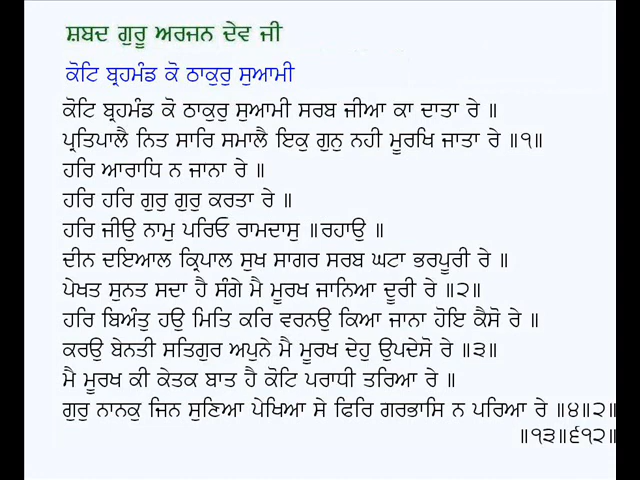 ਸ਼ਬਦ ਗੁਰੂ ਅਰਜਨ ਦੇਵ ਜੀ
ਕੋਟਿ ਬ੍ਰਹਮੰਡ ਕੋ ਠਾਕੁਰੁ ਸੁਆਮੀ
ਕੋਟਿ ਬ੍ਰਹਮੰਡ ਕੋ ਠਾਕੁਰੁ ਸੁਆਮੀ ਸਰਬ ਜੀਆ ਕਾ ਦਾਤਾ ਰੇ ॥
ਪ੍ਰਤਿਪਾਲੈ ਨਿਤ ਸਾਰਿ ਸਮਾਲੈ ਇਕੁ ਗੁਨੁ ਨਹੀ ਮੂਰਖਿ ਜਾਤਾ ਰੇ ॥੧॥
ਹਰਿ ਆਰਾਧਿ ਨ ਜਾਨਾ ਰੇ ॥
ਹਰਿ ਹਰਿ ਗੁਰੁ ਗੁਰੁ ਕਰਤਾ ਰੇ ॥
ਹਰਿ ਜੀਉ ਨਾਮੁ ਪਰਿਓ ਰਾਮਦਾਸੁ ॥ਰਹਾਉ ॥
ਦੀਨ ਦਇਆਲ ਕ੍ਰਿਪਾਲ ਸੁਖ ਸਾਗਰ ਸਰਬ ਘਟਾ ਭਰਪੂਰੀ ਰੇ ॥
ਪੇਖਤ ਸੁਨਤ ਸਦਾ ਹੈ ਸੰਗੇ ਮੈ ਮੂਰਖ ਜਾਨਿਆ ਦੂਰੀ ਰੇ ॥੨॥
ਹਰਿ ਬਿਅੰਤੁ ਹਉ ਮਿਤਿ ਕਰਿ ਵਰਨਉ ਕਿਆ ਜਾਨਾ ਹੋਇ ਕੈਸੋ ਰੇ ॥
ਕਰਉ ਬੇਨਤੀ ਸਤਿਗੁਰ ਅਪੁਨੇ ਮੈ ਮੂਰਖ ਦੇਹੁ ਉਪਦੇਸੋ ਰੇ ॥੩॥
ਮੈ ਮੂਰਖ ਕੀ ਕੇਤਕ ਬਾਤ ਹੈ ਕੋਟਿ ਪਰਾਧੀ ਤਰਿਆ ਰੇ ॥
ਗੁਰੁ ਨਾਨਕੁ ਜਿਨ ਸੁਣਿਆ ਪੇਖਿਆ ਸੇ ਫਿਰਿ ਗਰਭਾਸਿ ਨ ਪਰਿਆ ਰੇ ॥੪॥੨॥
॥੧੩॥੬੧੨॥